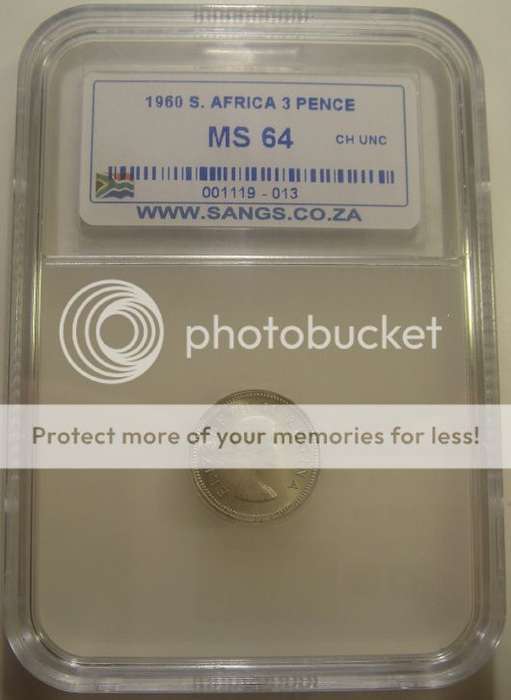 1960 S. AFRICA 3 PENCE
MS 64 CH UNC
001119 - 013
WWW.SANGS.CO.ZA
photobucket
Protect more of your memories for less!